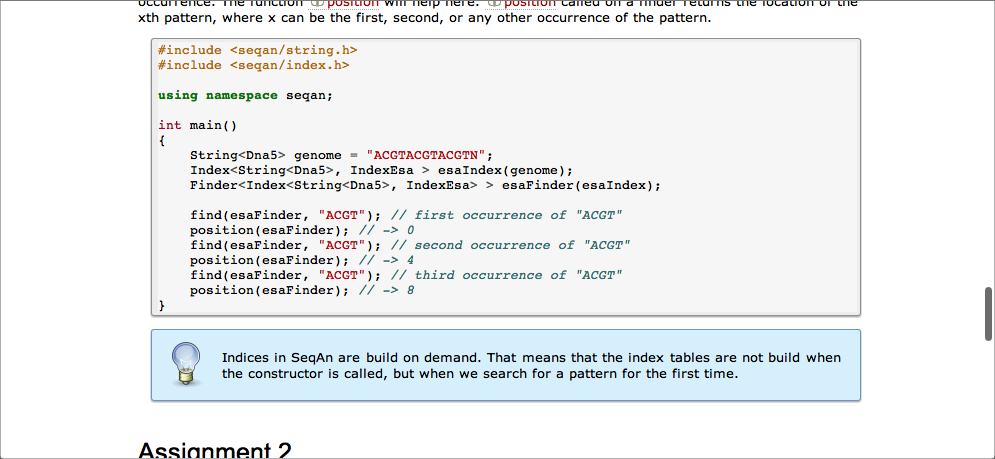 occurrence. The function position will help here. position called on a finder returns the location of the
xth pattern, where x can be the first, second, or any other occurrence of the pattern.
#include <seqan/string.h>
#include <seqan/index.h>
using namespace seqan;
int main()
{
String<Dna5> genome = "ACGTACGTACGTN";
Index<String<Dna5>, IndexEsa > esaIndex(genome);
Finder<Index<String<Dna5>, IndexEsa> > esaFinder(esaIndex);
find(esaFinder, "ACGT"); // first occurrence of "ACGT"
position(esaFinder); // -> 0
find(esaFinder, "ACGT"); // second occurrence of "ACGT"
position(esaFinder); // -> 4
find(esaFinder, "ACGT"); // third occurrence of "ACGT"
position(esaFinder); // -> 8
}
Indices in SeqAn are build on demand. That means that the index tables are not build when
the constructor is called, but when we search for a pattern for the first time.
Assignment 2